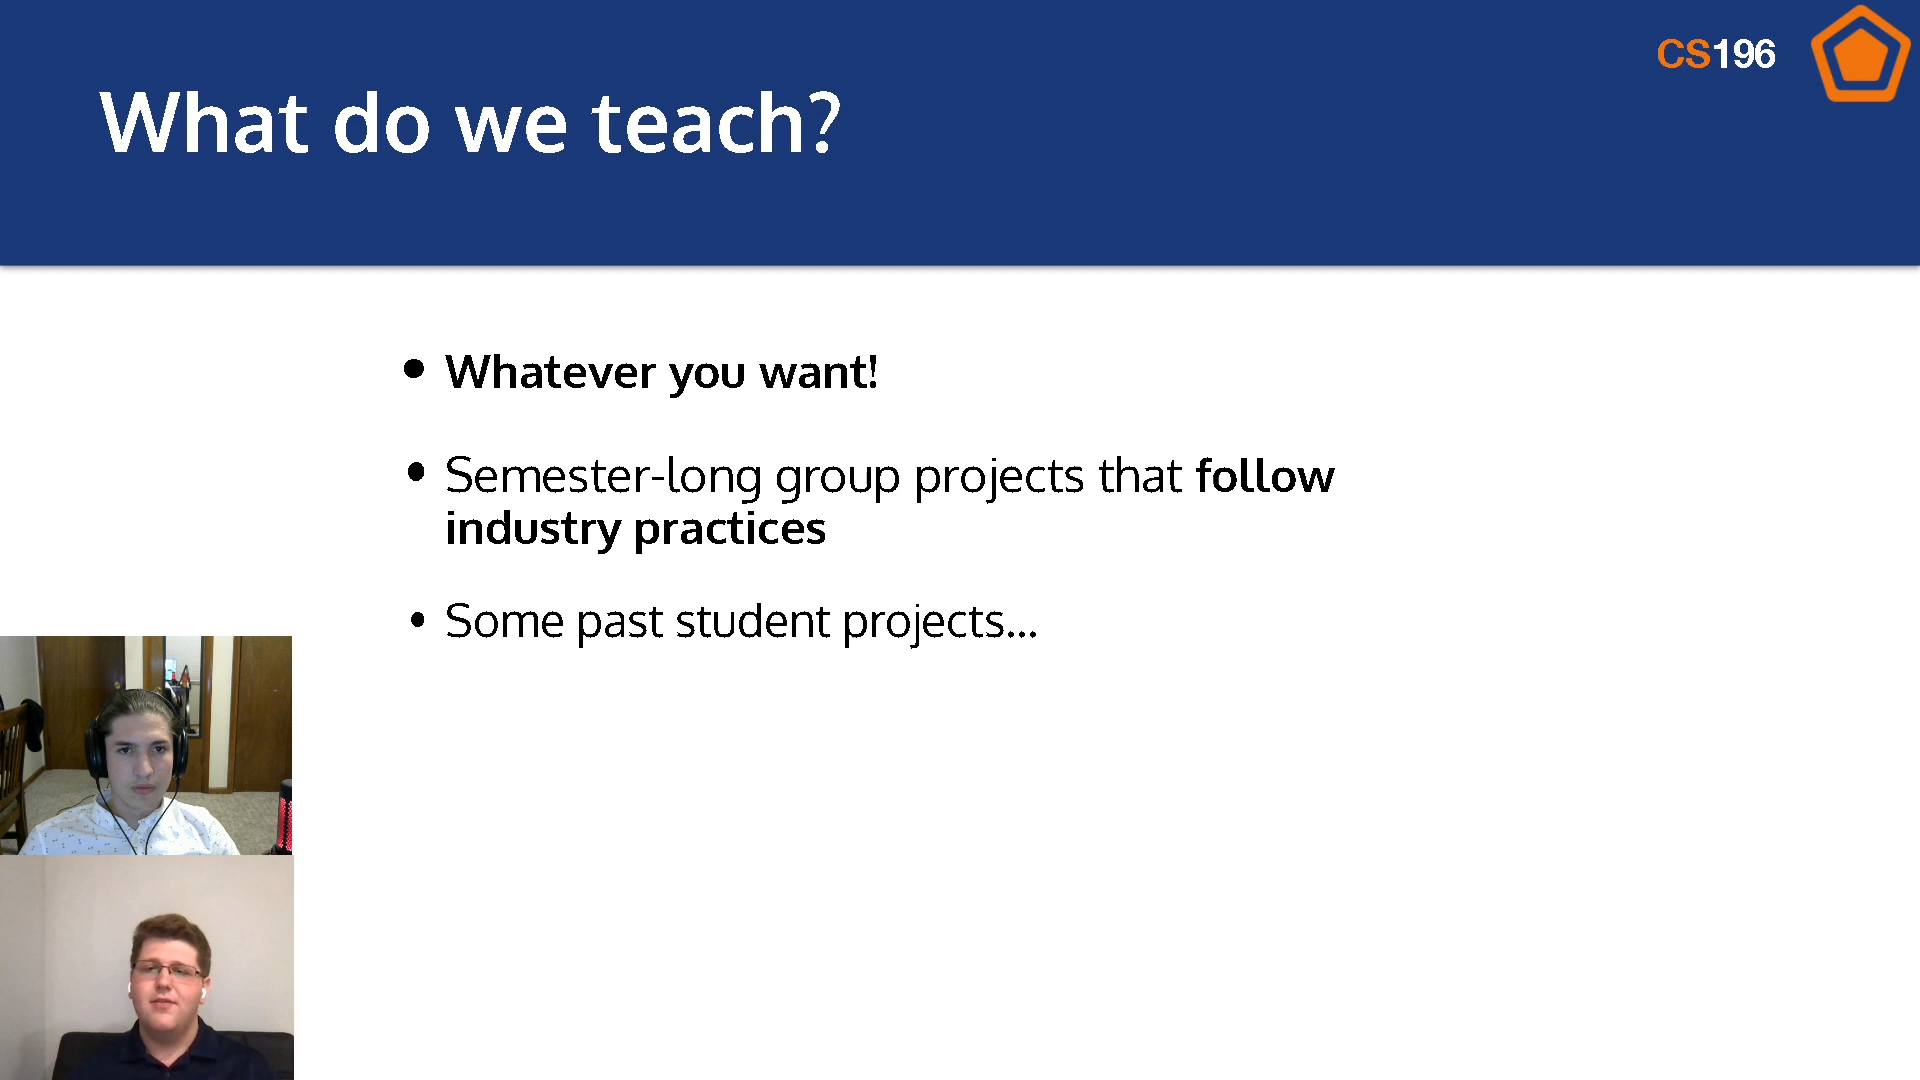 CS196
What do we teach?
Whatever you want!
Semester-long group projects that follow
industry practices
Some past student projects...